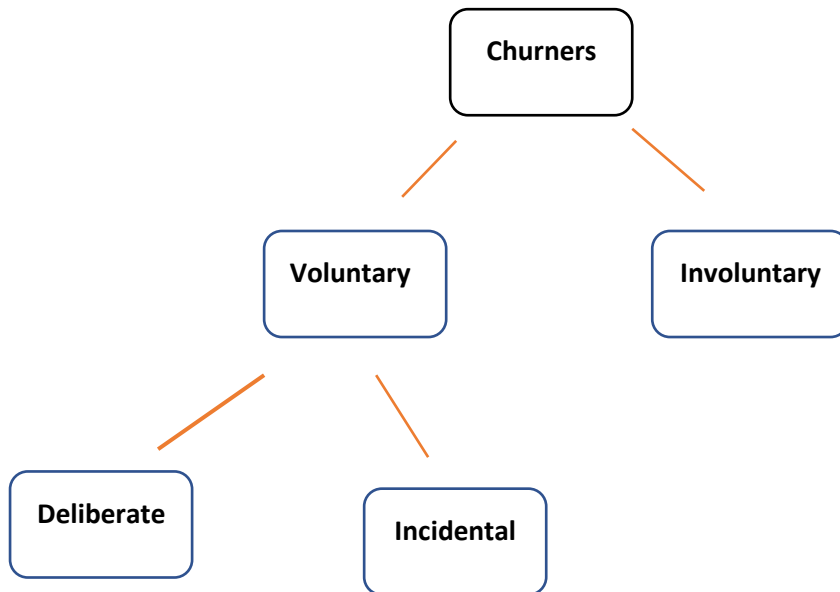 Churners
Voluntary
Involuntary
Deliberate
Incidental